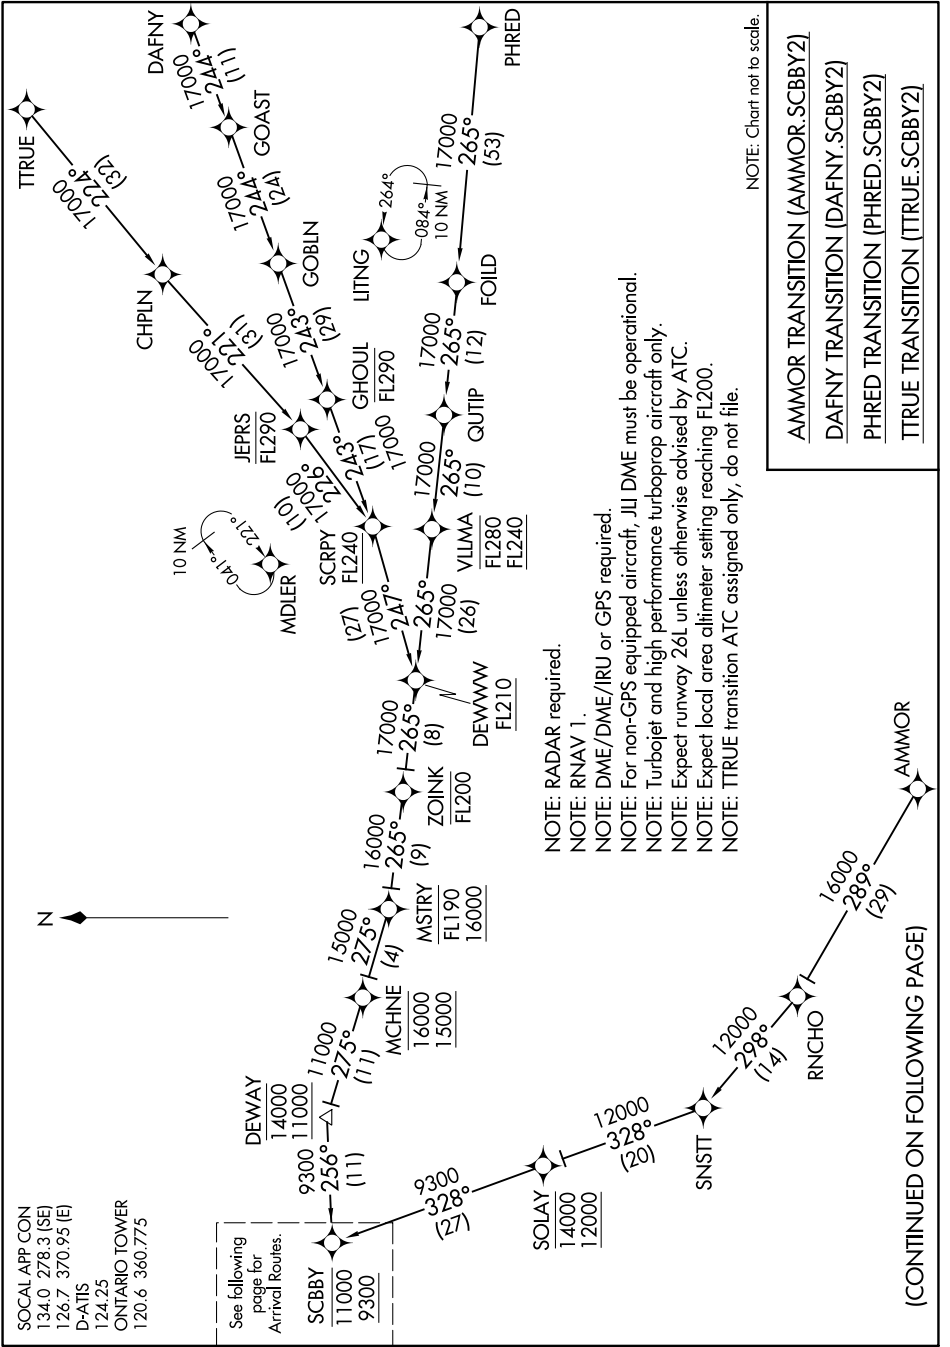 SOCAL APP CON
134.0 278.3 (SE)
126.7 370.95 (E)
D-ATIS
124.25
ONTARIO TOWER
120.6 360.775
N
TTRUE
17000
224°
(32)
CHPLN
17000
221°
(31)
JEPRS
FL290
17000
226°
(10)
DAFNY
17000
244°
(11)
GOAST
17000
244°
(24)
GOBLN
17000
243°
(29)
GHOUL
FL290
17000
243°
(17)
SCRPY
FL240
17000
247°
(27)
MDLER
10 NM
041°
221°
LITING
264°
084°
10 NM
PHRED
17000
265°
(53)
FOILD
17000
265°
(12)
QUTIP
17000
265°
(10)
VLLMA
FL280
FL240
265°
17000
(26)
DEWWW
FL210
17000
265°
(8)
ZOINK
FL200
16000
265°
(9)
MSTRY
FL190
16000
15000
275°
(4)
MCHNE
16000
15000
11000
275°
(11)
DEWAY
14000
11000
9300
256°
(11)
See following
page for
Arrival Routes.
SCBBY
11000
9300
9300
328°
(27)
SOLAY
14000
12000
12000
328°
(20)
SNSTT
12000
298°
(14)
RNCHO
16000
289°
(29)
AMMOR
NOTE: RADAR required.
NOTE: RNAV 1.
NOTE: DME/DME/IRU or GPS required.
NOTE: For non-GPS equipped aircraft, JLI DME must be operational.
NOTE: Turbojet and high performance turboprop aircraft only.
NOTE: Expect runway 26L unless otherwise advised by ATC.
NOTE: Expect local area altimeter setting reaching FL200.
NOTE: TTRUE transition ATC assigned only, do not file.
NOTE: Chart not to scale.
AMMOR TRANSITION (AMMOR.SCBBY2)
DAFNY TRANSITION (DAFNY.SCBBY2)
PHRED TRANSITION (PHRED.SCBBY2)
TTRUE TRANSITION (TTRUE.SCBBY2)
(CONTINUED ON FOLLOWING PAGE)